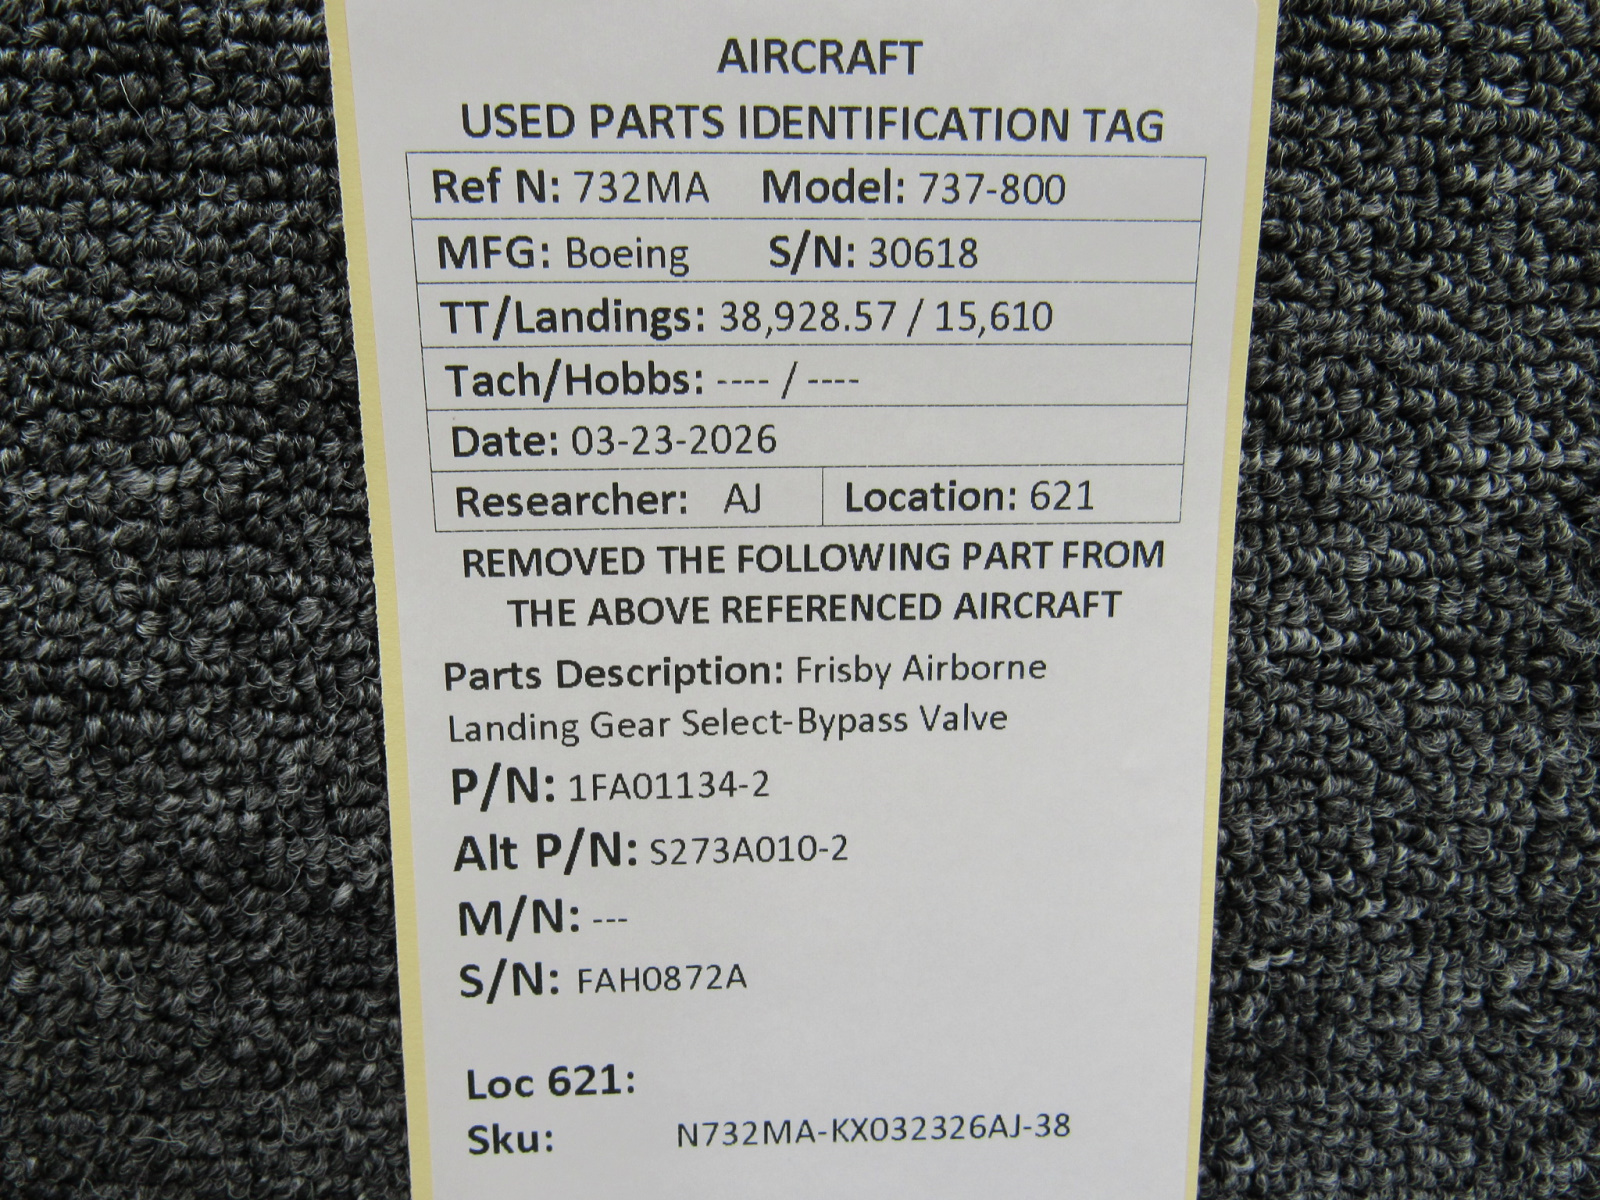 AIRCRAFT
USED PARTS IDENTIFICATION TAG
Ref N: 732MA Model: 737-800
MFG: Boeing S/N: 30618
TT/Landings: 38,928.57 / 15,610
Tach/Hobbs: ---- / ----
Date: 03-23-2026
Researcher: AJ Location: 621
REMOVED THE FOLLOWING PART FROM
THE ABOVE REFERENCED AIRCRAFT
Parts Description: Frisby Airborne
Landing Gear Select-Bypass Valve
P/N: 1FA01134-2
Alt P/N: S273A010-2
M/N: ---
S/N: FAH0872A
Loc 621:
Sku: N732MA-KX032326AJ-38